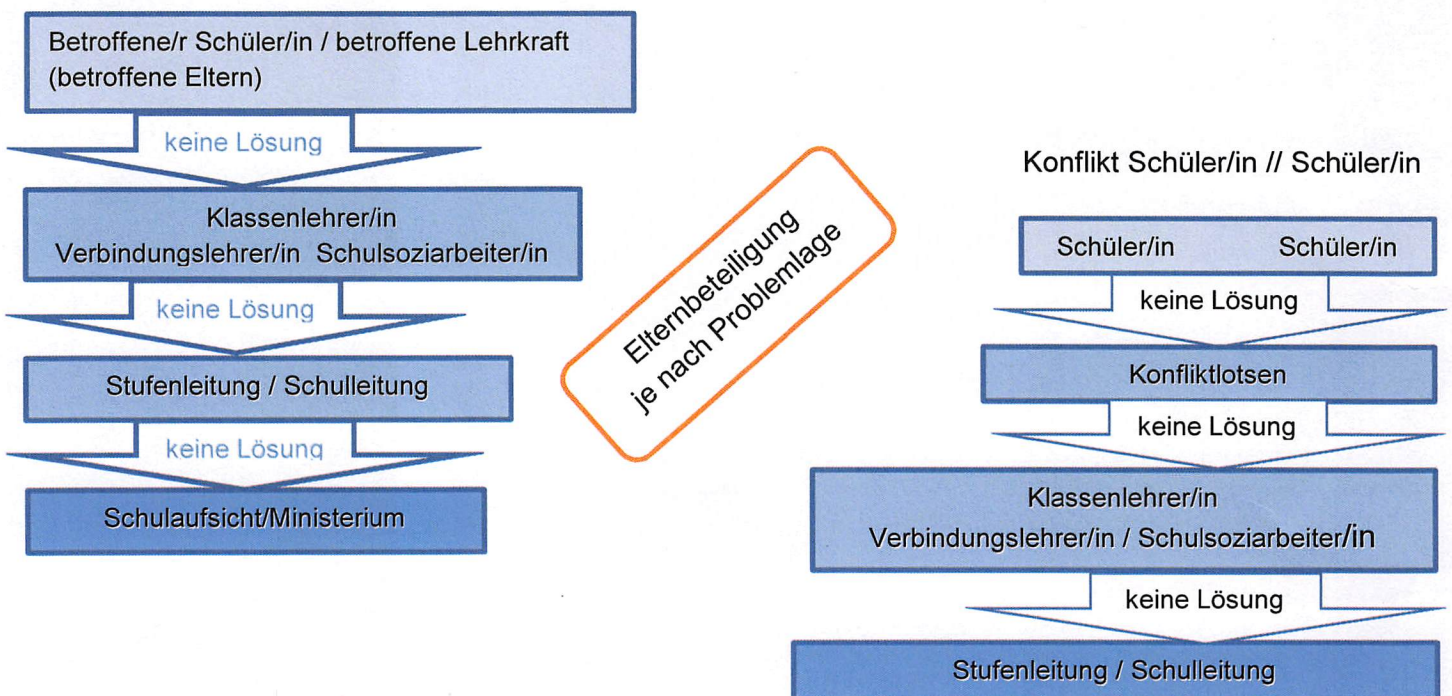 Betroffene/r Schüler/in / betroffene Lehrkraft
(betroffene Eltern)
keine Lösung
Klassenlehrer/in
Verbindungslehrer/in Schulsoziarbeiter/in
keine Lösung
Stufenleitung / Schulleitung
keine Lösung
Schulaufsicht/Ministerium
Elternbeteiligung
je nach Problemlage
Konflikt Schüler/in // Schüler/in
Schüler/in Schüler/in
keine Lösung
Konfliktlotsen
keine Lösung
Klassenlehrer/in
Verbindungslehrer/in / Schulsoziarbeiter/in
keine Lösung
Stufenleitung / Schulleitung